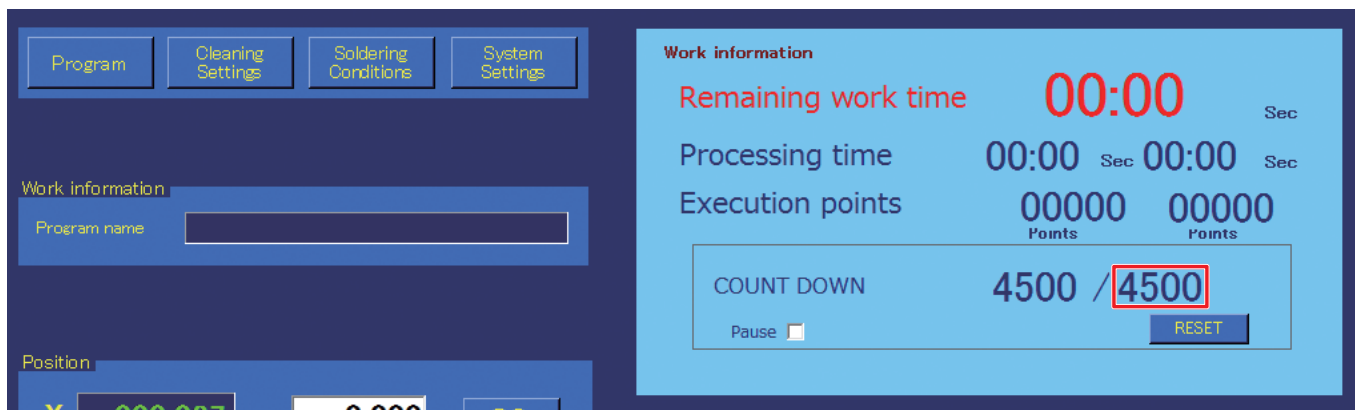 Program
Cleaning
Settings
Soldering
Conditions
System
Settings
Work information
Program name
Position
Work information
Remaining work time 00:00 Sec
Processing time 00:00 Sec 00:00 Sec
Execution points 00000 00000
Points Points
COUNT DOWN 4500 / 4500
Pause RESET